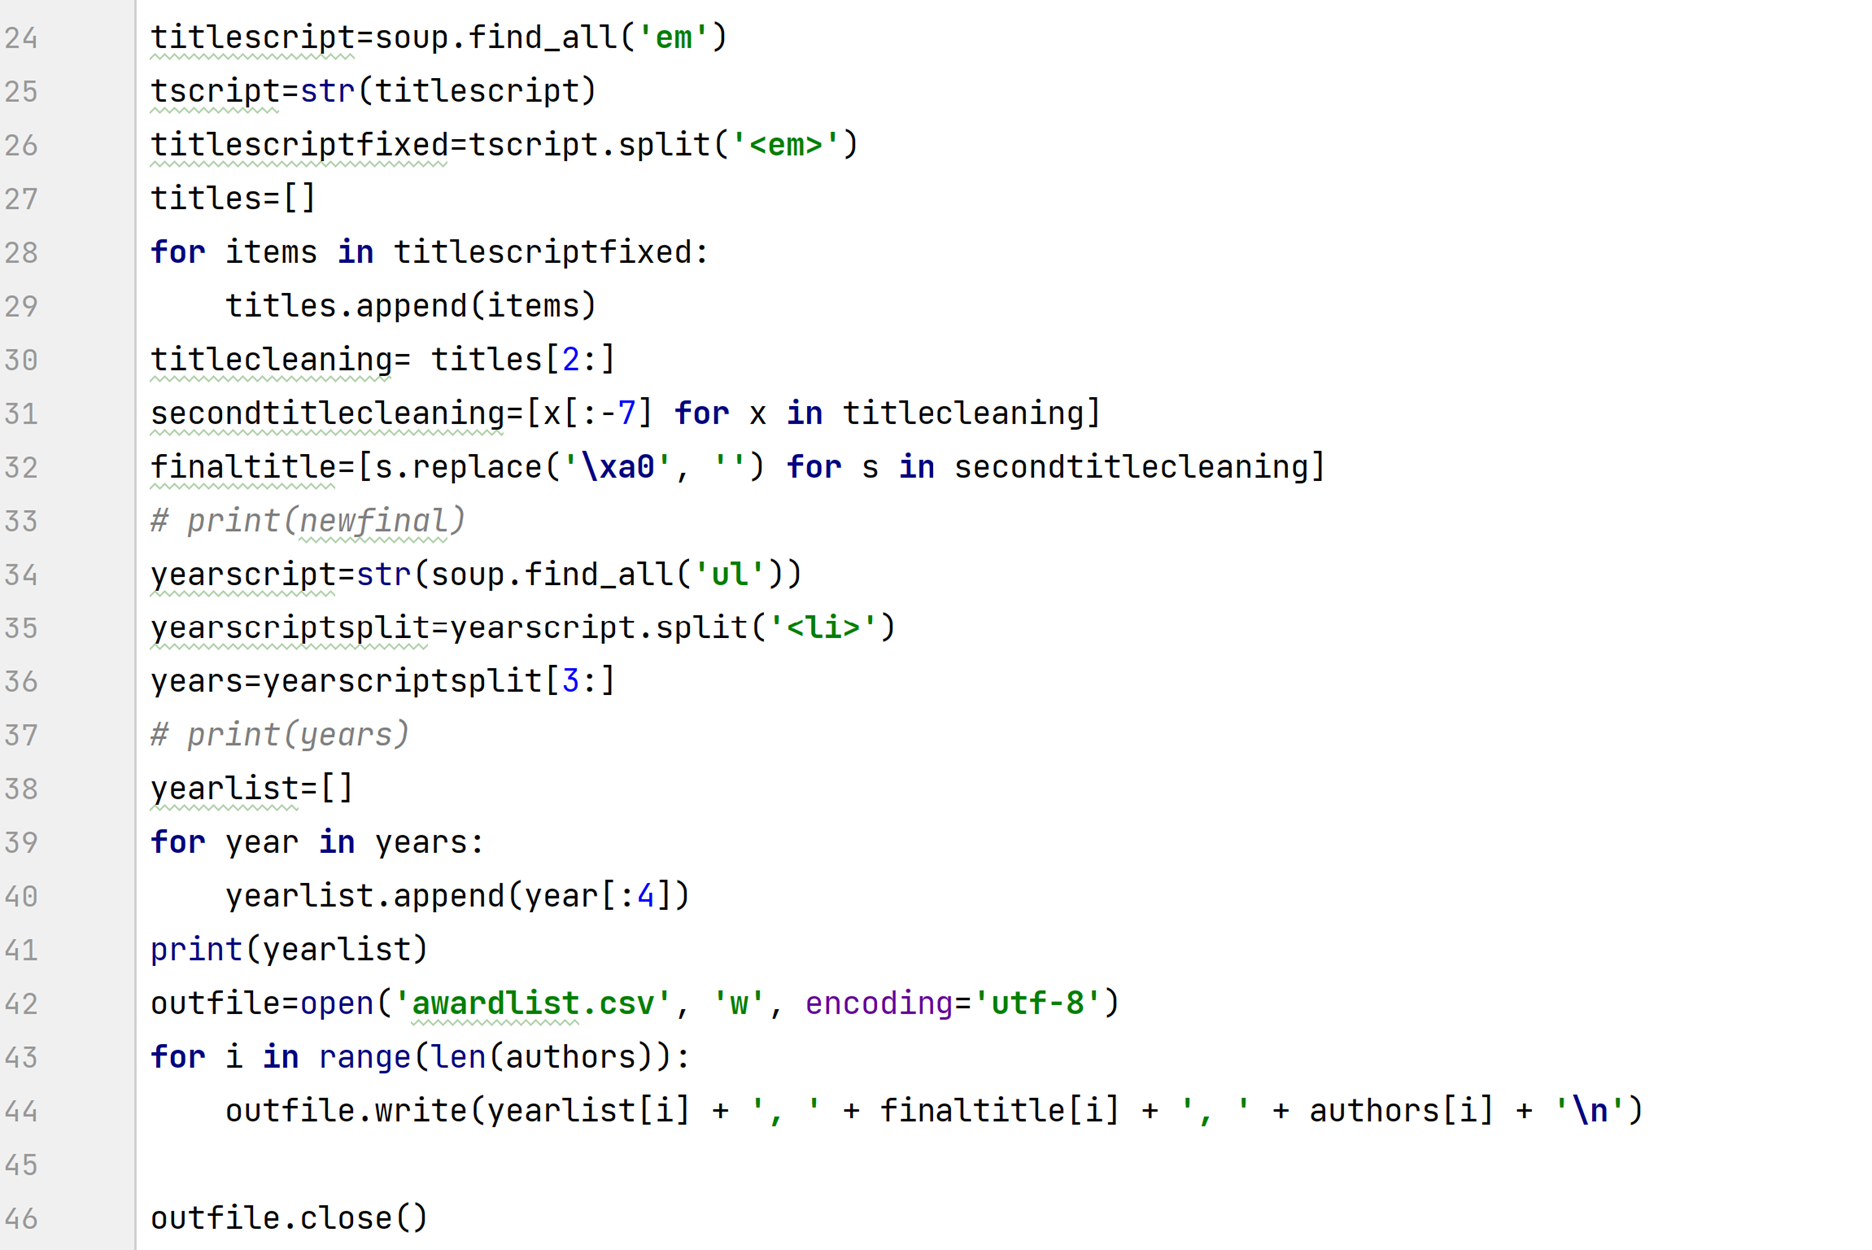 24 titlescript=soup.find_all('em')
25 tscript=str(titlescript)
26 titlescriptfixed=tscript.split('<em>')
27 titles=[]
28 for items in titlescriptfixed:
29     titles.append(items)
30 titlecleaning= titles[2:]
31 secondtitlecleaning=[x[:-7] for x in titlecleaning]
32 finaltitle=[s.replace('\xa0', '') for s in secondtitlecleaning]
33 # print(newfinal)
34 yearscript=str(soup.find_all('ul'))
35 yearscriptsplit=yearscript.split('<li>')
36 years=yearscriptsplit[3:]
37 # print(years)
38 yearlist=[]
39 for year in years:
40     yearlist.append(year[:4])
41 print(yearlist)
42 outfile=open('awardlist.csv', 'w', encoding='utf-8')
43 for i in range(len(authors)):
44     outfile.write(yearlist[i] + ', ' + finaltitle[i] + ', ' + authors[i] + '\n')
45
46 outfile.close()